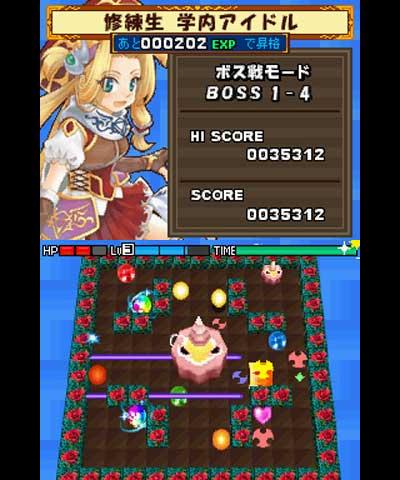 修練生 学内アイドル
あと000202 EXP で昇格
ボス戦モード
BOSS 1-4
HI SCORE
0035312
SCORE
0035312
HP Lv3 TIME